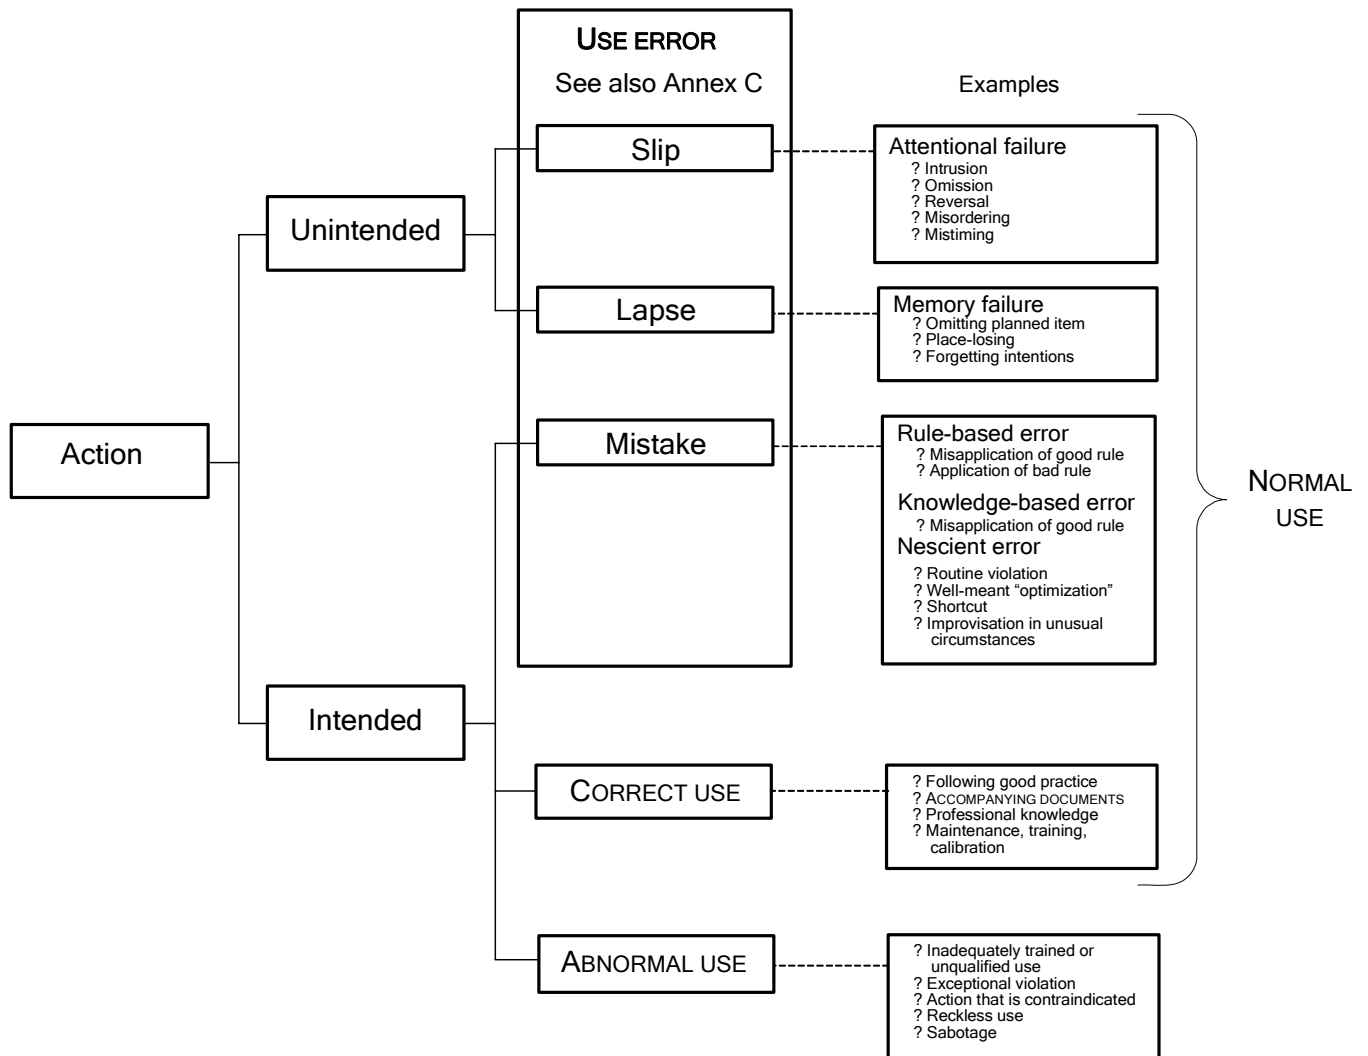 USE ERROR
See also Annex C
Examples
Slip
Attentional failure
? Intrusion
? Omission
? Reversal
? Misordering
? Mistiming
Unintended
Lapse
Memory failure
? Omitting planned item
? Place-losing
? Forgetting intentions
Action
Mistake
Rule-based error
? Misapplication of good rule
? Application of bad rule
Knowledge-based error
? Misapplication of good rule
Nescient error
? Routine violation
? Well-meant “optimization”
? Shortcut
? Improvisation in unusual
circumstances
NORMAL
USE
Intended
CORRECT USE
? Following good practice
? ACCOMPANYING DOCUMENTS
? Professional knowledge
? Maintenance, training,
calibration
ABNORMAL USE
? Inadequately trained or
unqualified use
? Exceptional violation
? Action that is contraindicated
? Reckless use
? Sabotage